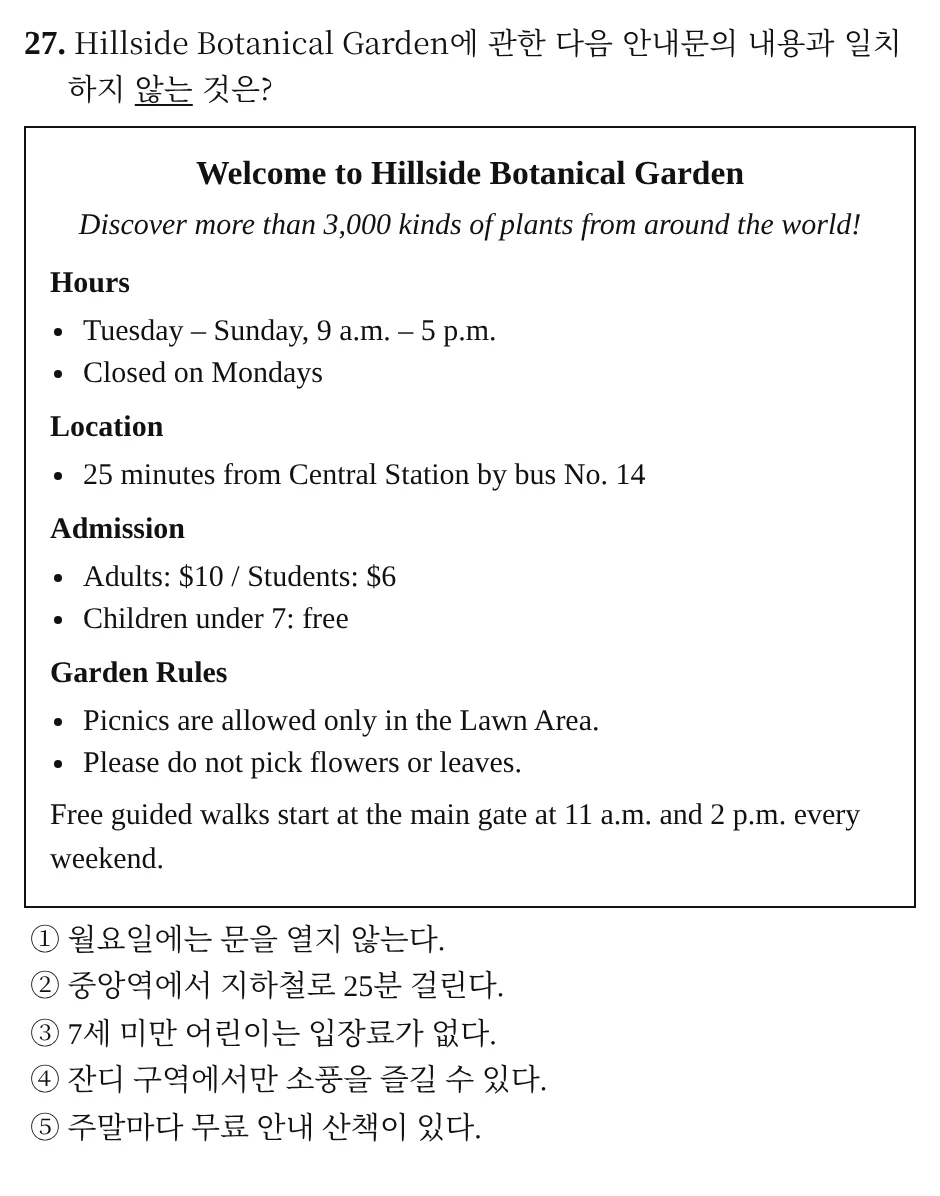 27. Hillside Botanical Garden에 관한 다음 안내문의 내용과 일치
하지 않는 것은?
Welcome to Hillside Botanical Garden
Discover more than 3,000 kinds of plants from around the world!
Hours
• Tuesday – Sunday, 9 a.m. – 5 p.m.
• Closed on Mondays
Location
• 25 minutes from Central Station by bus No. 14
Admission
• Adults: $10 / Students: $6
• Children under 7: free
Garden Rules
• Picnics are allowed only in the Lawn Area.
• Please do not pick flowers or leaves.
Free guided walks start at the main gate at 11 a.m. and 2 p.m. every
weekend.
① 월요일에는 문을 열지 않는다.
② 중앙역에서 지하철로 25분 걸린다.
③ 7세 미만 어린이는 입장료가 없다.
④ 잔디 구역에서만 소풍을 즐길 수 있다.
⑤ 주말마다 무료 안내 산책이 있다.